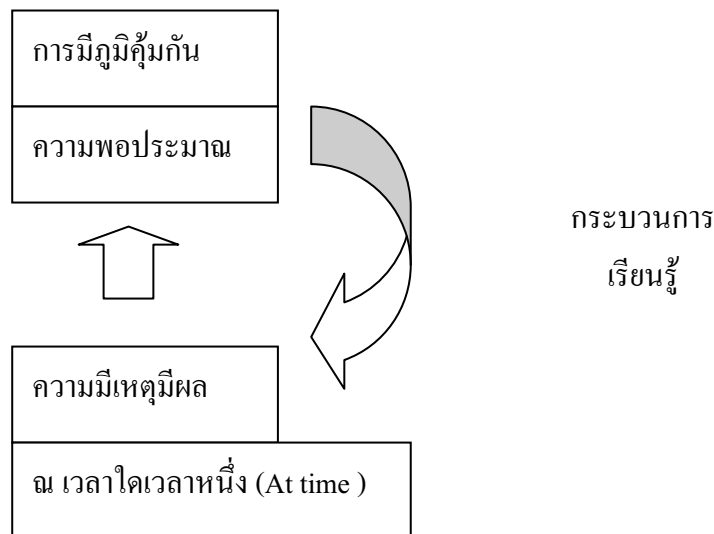 การมีภูมิคุ้มกัน
ความพอประมาณ
กระบวนการ
เรียนรู้
ความมีเหตุมีผล
ณ เวลาใดเวลาหนึ่ง (At time )